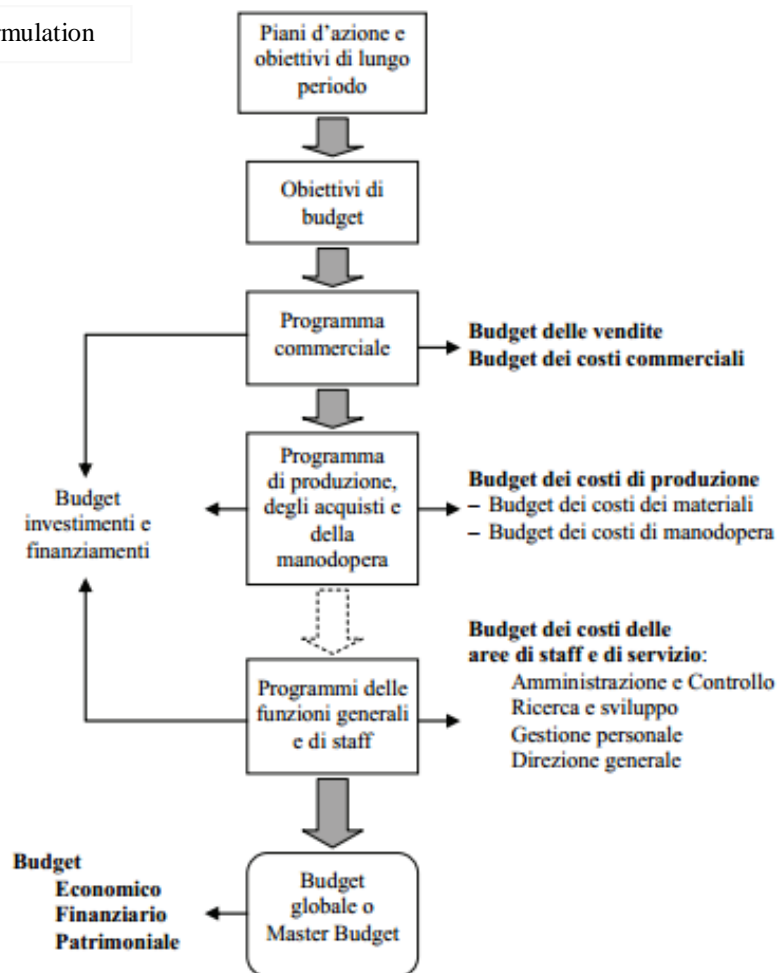 rmulation
Piani d’azione e
obiettivi di lungo
periodo
Obiettivi di
budget
Programma
commerciale
Budget delle vendite
Budget dei costi commerciali
Programma
di produzione,
degli acquisti e
della
manodopera
Budget dei costi di produzione
– Budget dei costi dei materiali
– Budget dei costi di manodopera
Budget
investimenti e
finanziamenti
Programmi delle
funzioni generali
e di staff
Budget dei costi delle
aree di staff e di servizio:
Amministrazione e Controllo
Ricerca e sviluppo
Gestione personale
Direzione generale
Budget
globale o
Master Budget
Budget
Economico
Finanziario
Patrimoniale